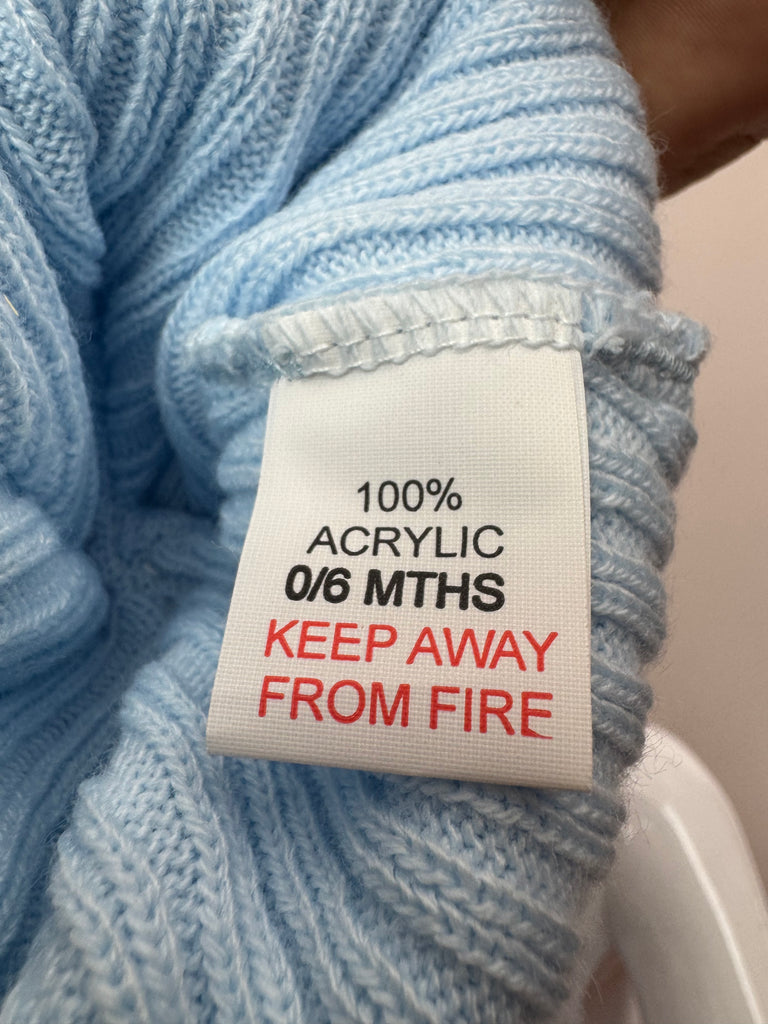 100%
ACRYLIC
0/6 MTHS
KEEP AWAY
FROM FIRE